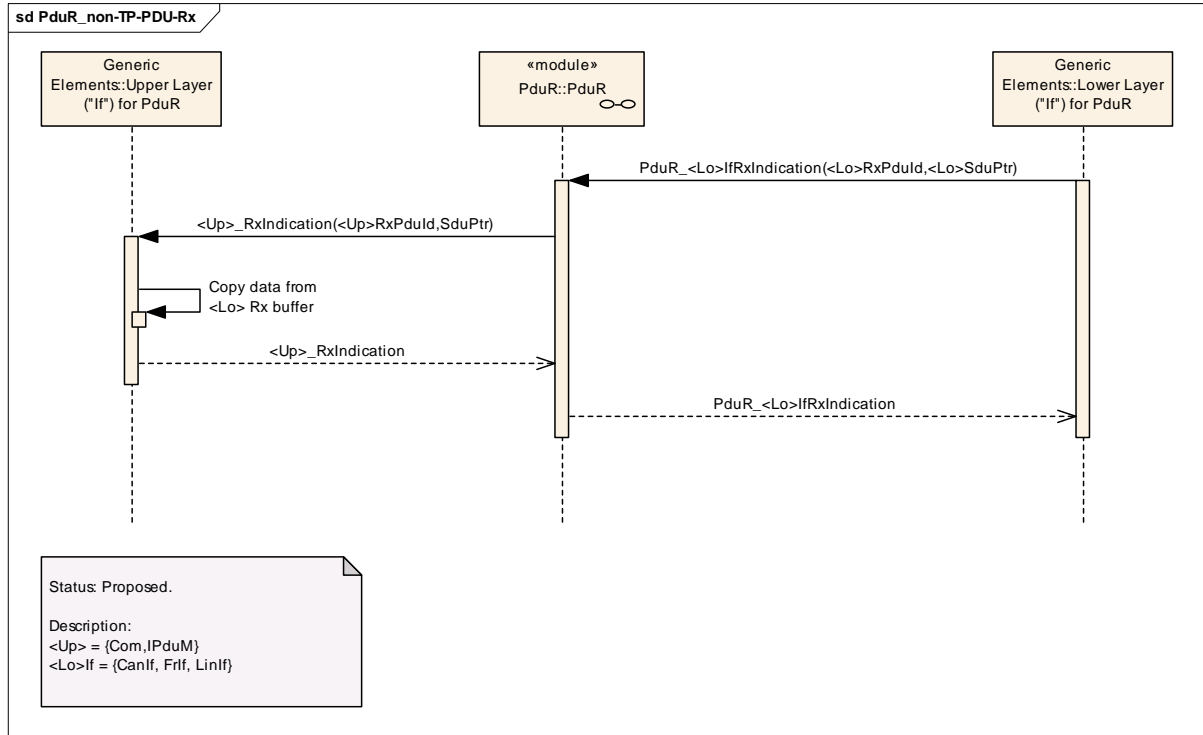 sd PduR_non-TP-PDU-Rx
Generic
Elements::Upper Layer
("If") for PduR
«module»
PduR::PduR
Generic
Elements::Lower Layer
("If") for PduR
PduR_<Lo>IfRxIndication(<Lo>RxPduId,<Lo>SduPtr)
<Up>_RxIndication(<Up>RxPduId,SduPtr)
Copy data from
<Lo> Rx buffer
<Up>_RxIndication
PduR_<Lo>IfRxIndication
Status: Proposed.
Description:
<Up> = {Com,IPduM}
<Lo>If = {CanIf, FrIf, LinIf}